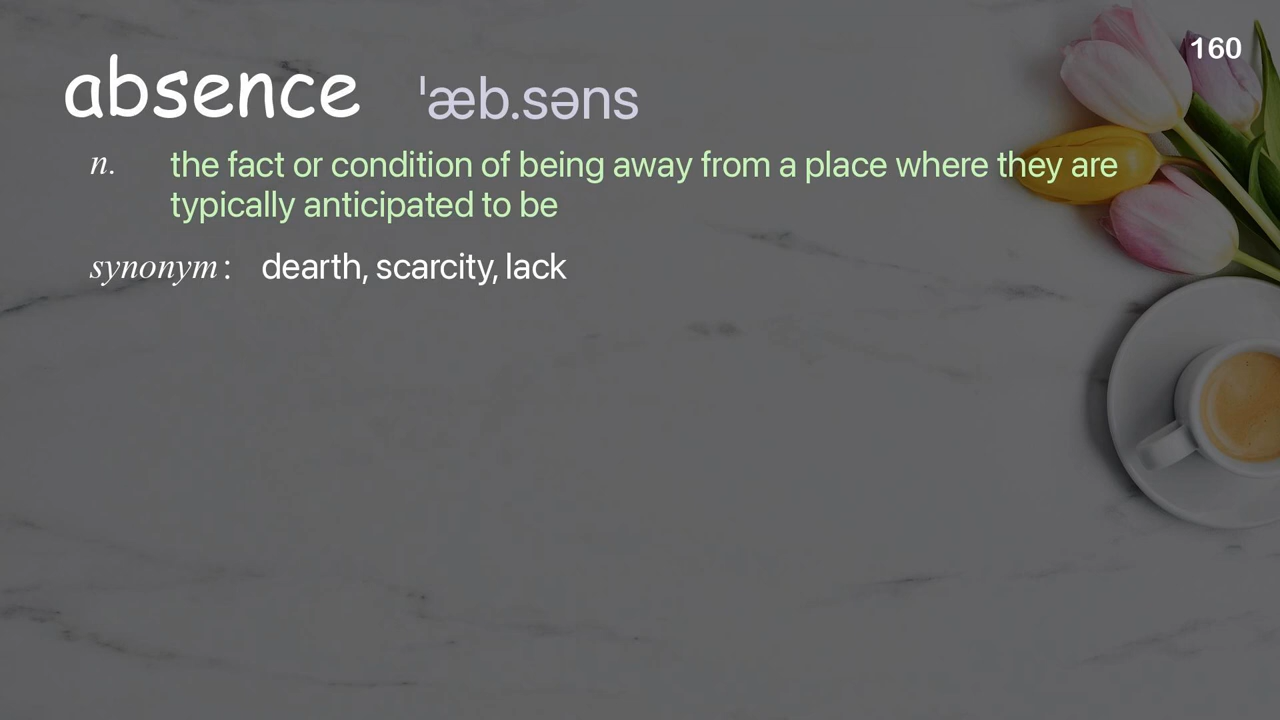 160
absence ˈæb.səns
n. the fact or condition of being away from a place where they are
typically anticipated to be
synonym: dearth, scarcity, lack